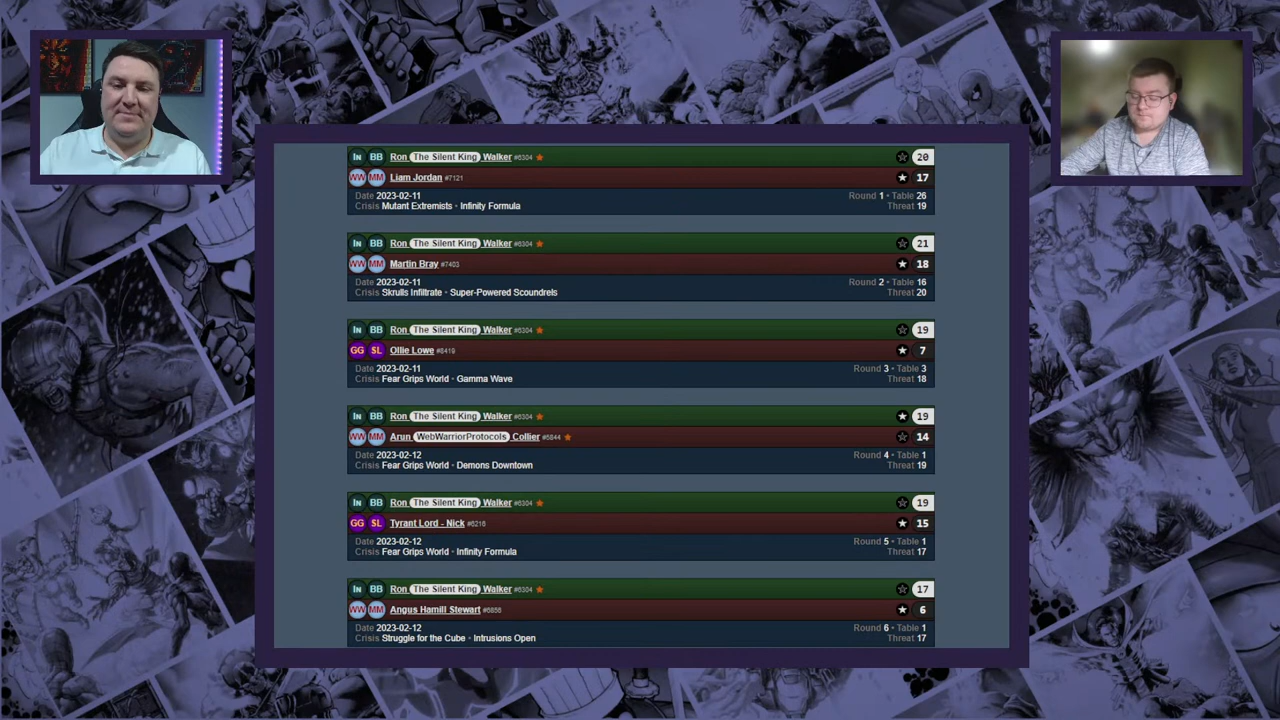 In BB Ron The Silent King Walker #6304 20
WW MM Liam Jordan #7121 17
Date 2023-02-11 Round 1 • Table 26
Crisis Mutant Extremists • Infinity Formula Threat 19
In BB Ron The Silent King Walker #6304 21
WW MM Martin Bray #7403 18
Date 2023-02-11 Round 2 • Table 16
Crisis Skrulls Infiltrate • Super-Powered Scoundrels Threat 20
In BB Ron The Silent King Walker #6304 19
GG SL Ollie Lowe #8419 7
Date 2023-02-11 Round 3 • Table 3
Crisis Fear Grips World • Gamma Wave Threat 18
In BB Ron The Silent King Walker #6304 19
WW MM Arun WebWarriorProtocols Collier #5844 14
Date 2023-02-12 Round 4 • Table 1
Crisis Fear Grips World • Demons Downtown Threat 19
In BB Ron The Silent King Walker #6304 19
GG SL Tyrant Lord - Nick #6216 15
Date 2023-02-12 Round 5 • Table 1
Crisis Fear Grips World • Infinity Formula Threat 17
In BB Ron The Silent King Walker #6304 17
WW MM Angus Hamill Stewart #6856 6
Date 2023-02-12 Round 6 • Table 1
Crisis Struggle for the Cube • Intrusions Open Threat 17